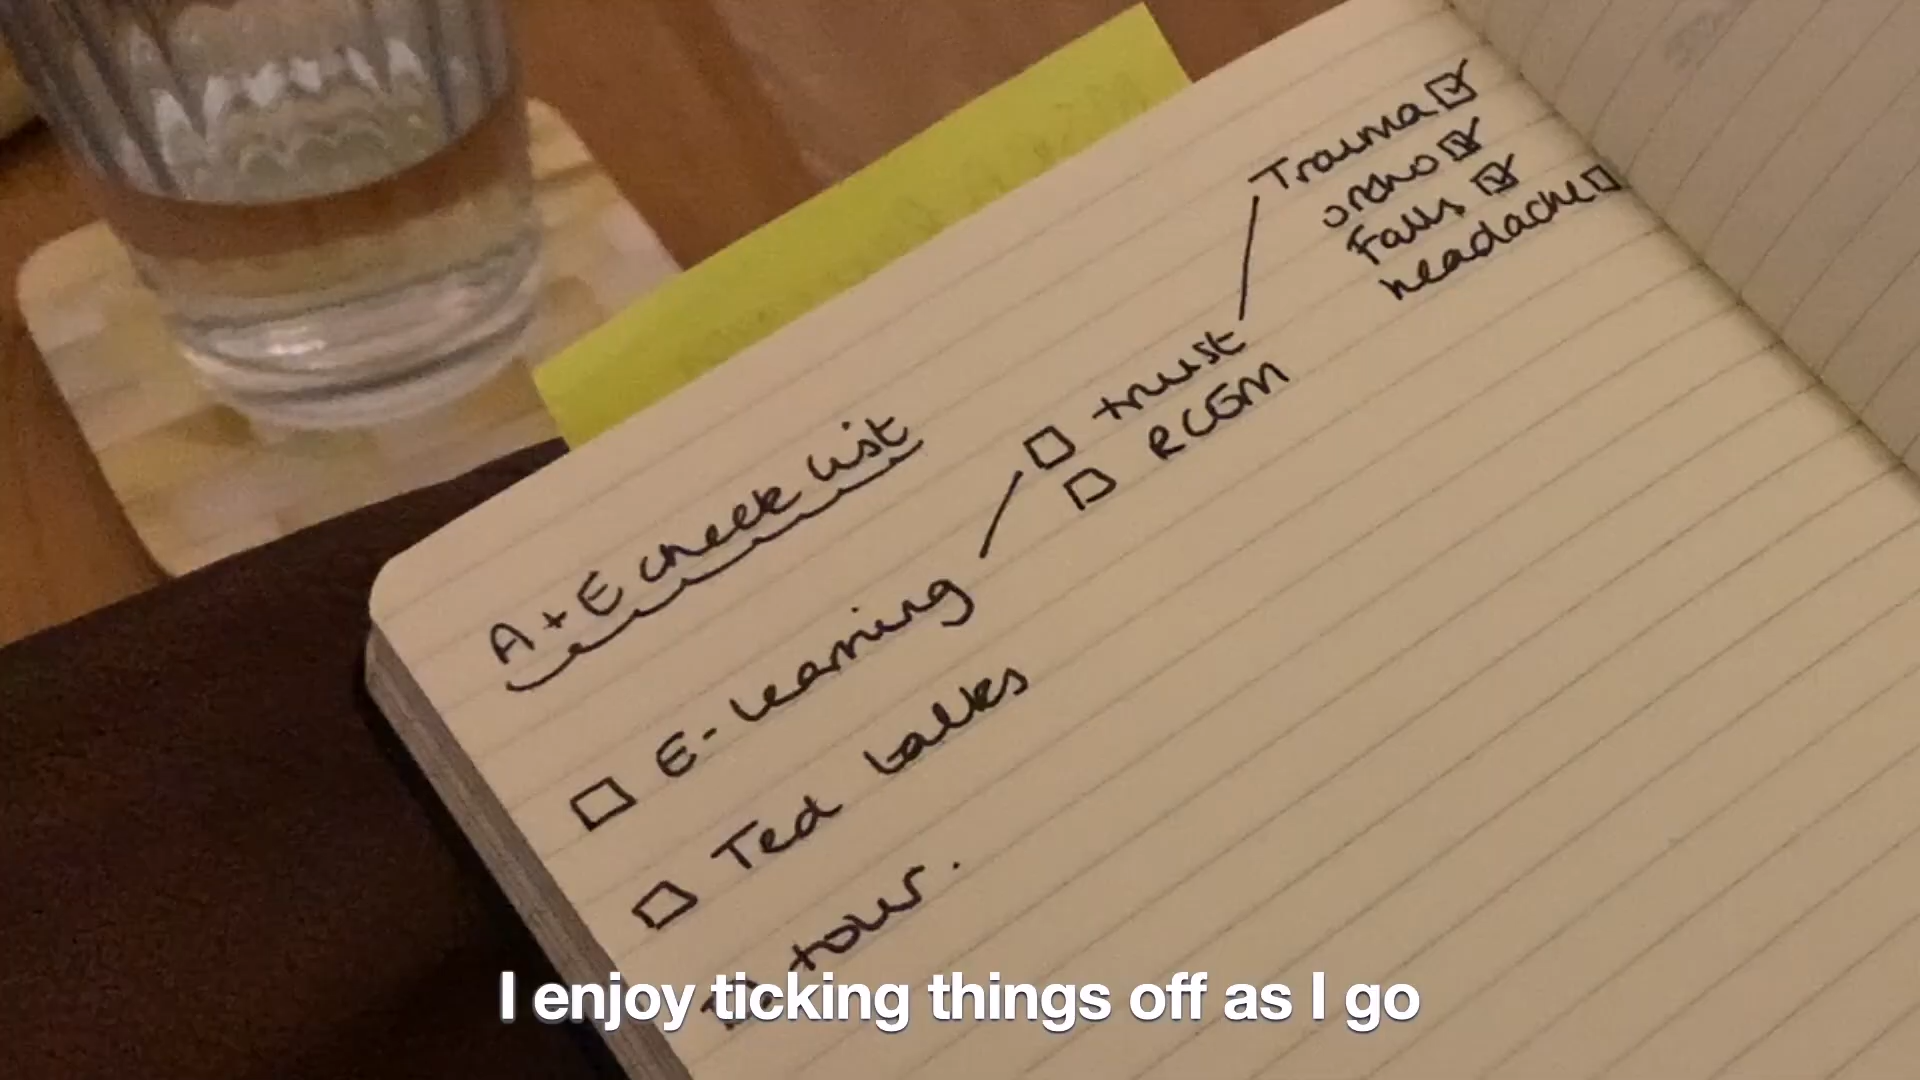 A + E check list
☐ E-learning
☐ trust
☐ RCEM
Trauma ☑
ortho ☑
Falls ☑
headache ☐
☐ Ted talks
☐ tour.
I enjoy ticking things off as I go